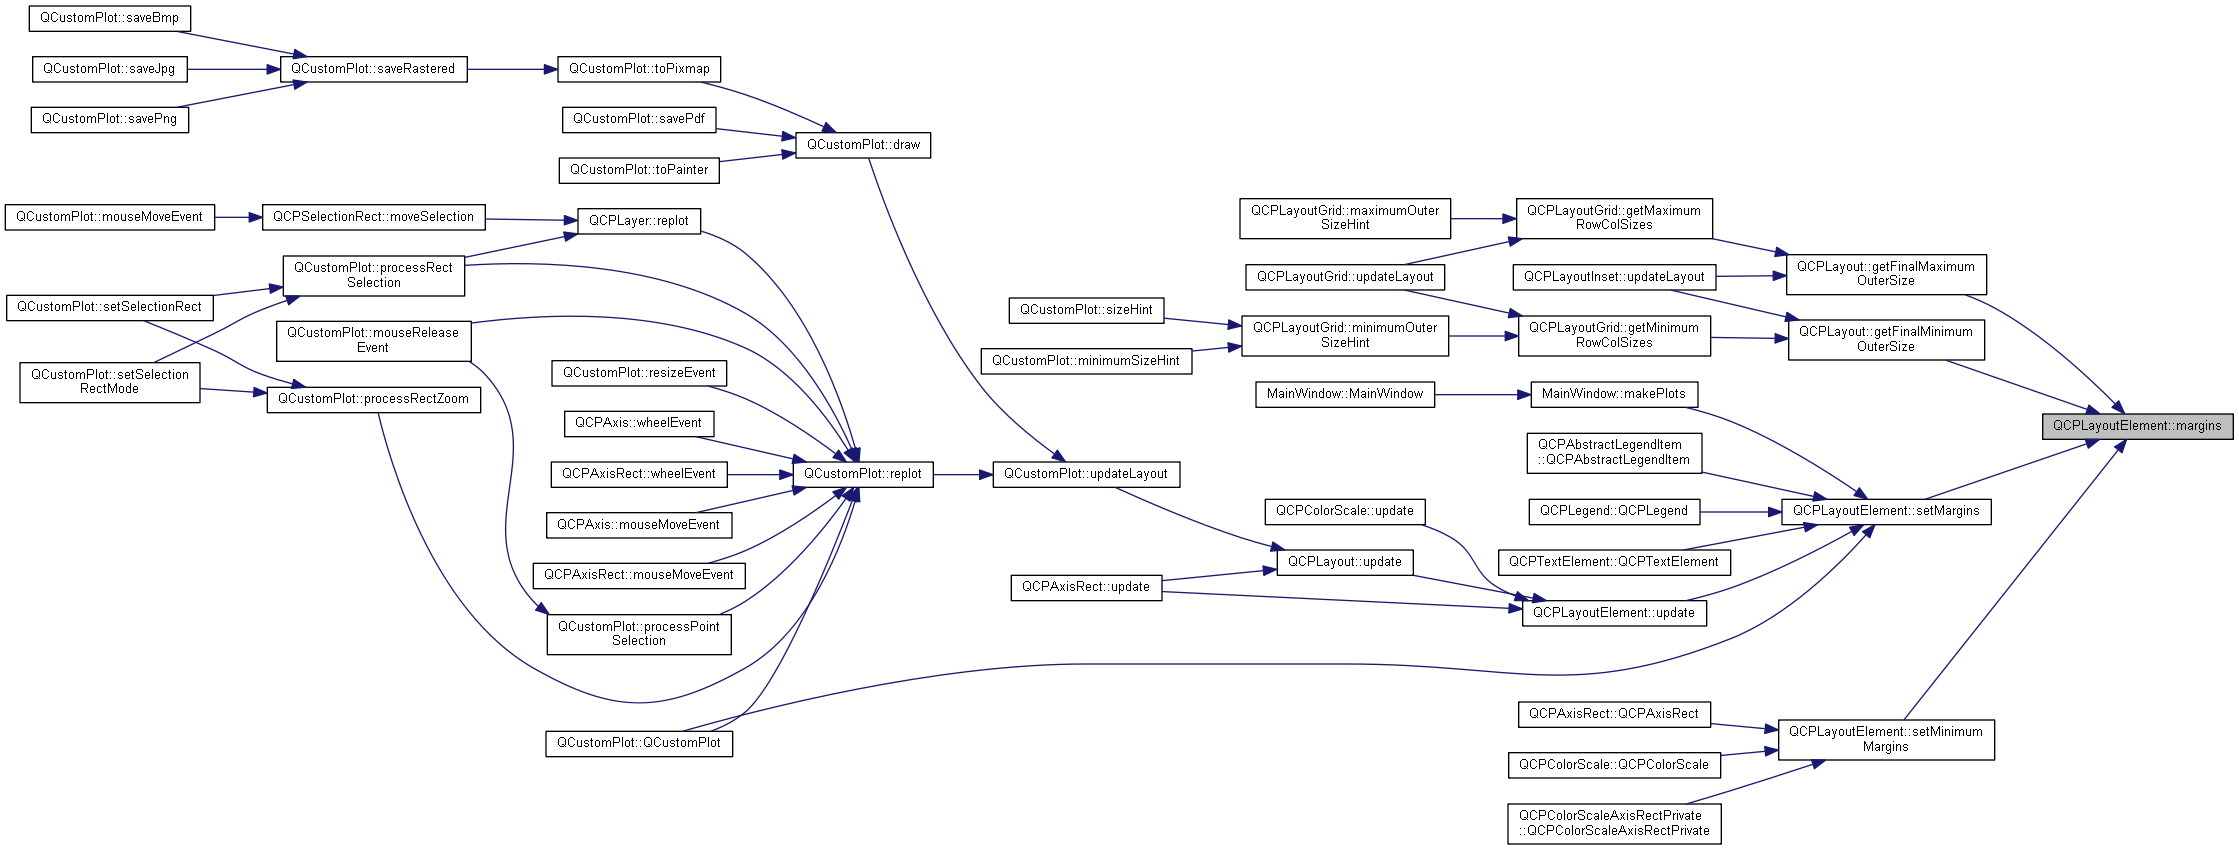 QCustomPlot::saveBmp
QCustomPlot::saveJpg
QCustomPlot::savePng
QCustomPlot::saveRastered
QCustomPlot::toPixmap
QCustomPlot::savePdf
QCustomPlot::toPainter
QCustomPlot::draw
QCustomPlot::mouseMoveEvent
QCPSelectionRect::moveSelection
QCPLayer::replot
QCustomPlot::processRect
Selection
QCustomPlot::setSelectionRect
QCustomPlot::mouseRelease
Event
QCustomPlot::setSelection
RectMode
QCustomPlot::processRectZoom
QCustomPlot::resizeEvent
QCPAxis::wheelEvent
QCPAxisRect::wheelEvent
QCPAxis::mouseMoveEvent
QCPAxisRect::mouseMoveEvent
QCustomPlot::processPoint
Selection
QCustomPlot::QCustomPlot
QCustomPlot::replot
QCustomPlot::updateLayout
QCPLayoutGrid::maximumOuter
SizeHint
QCPLayoutGrid::updateLayout
QCustomPlot::sizeHint
QCustomPlot::minimumSizeHint
QCPLayoutGrid::minimumOuter
SizeHint
MainWindow::MainWindow
QCPLayoutGrid::getMaximum
RowColSizes
QCPLayoutInset::updateLayout
QCPLayoutGrid::getMinimum
RowColSizes
MainWindow::makePlots
QCPAbstractLegendItem
::QCPAbstractLegendItem
QCPLegend::QCPLegend
QCPTextElement::QCPTextElement
QCPColorScale::update
QCPLayout::update
QCPAxisRect::update
QCPLayoutElement::update
QCPLayout::getFinalMaximum
OuterSize
QCPLayout::getFinalMinimum
OuterSize
QCPLayoutElement::margins
QCPLayoutElement::setMargins
QCPAxisRect::QCPAxisRect
QCPColorScale::QCPColorScale
QCPColorScaleAxisRectPrivate
::QCPColorScaleAxisRectPrivate
QCPLayoutElement::setMinimum
Margins